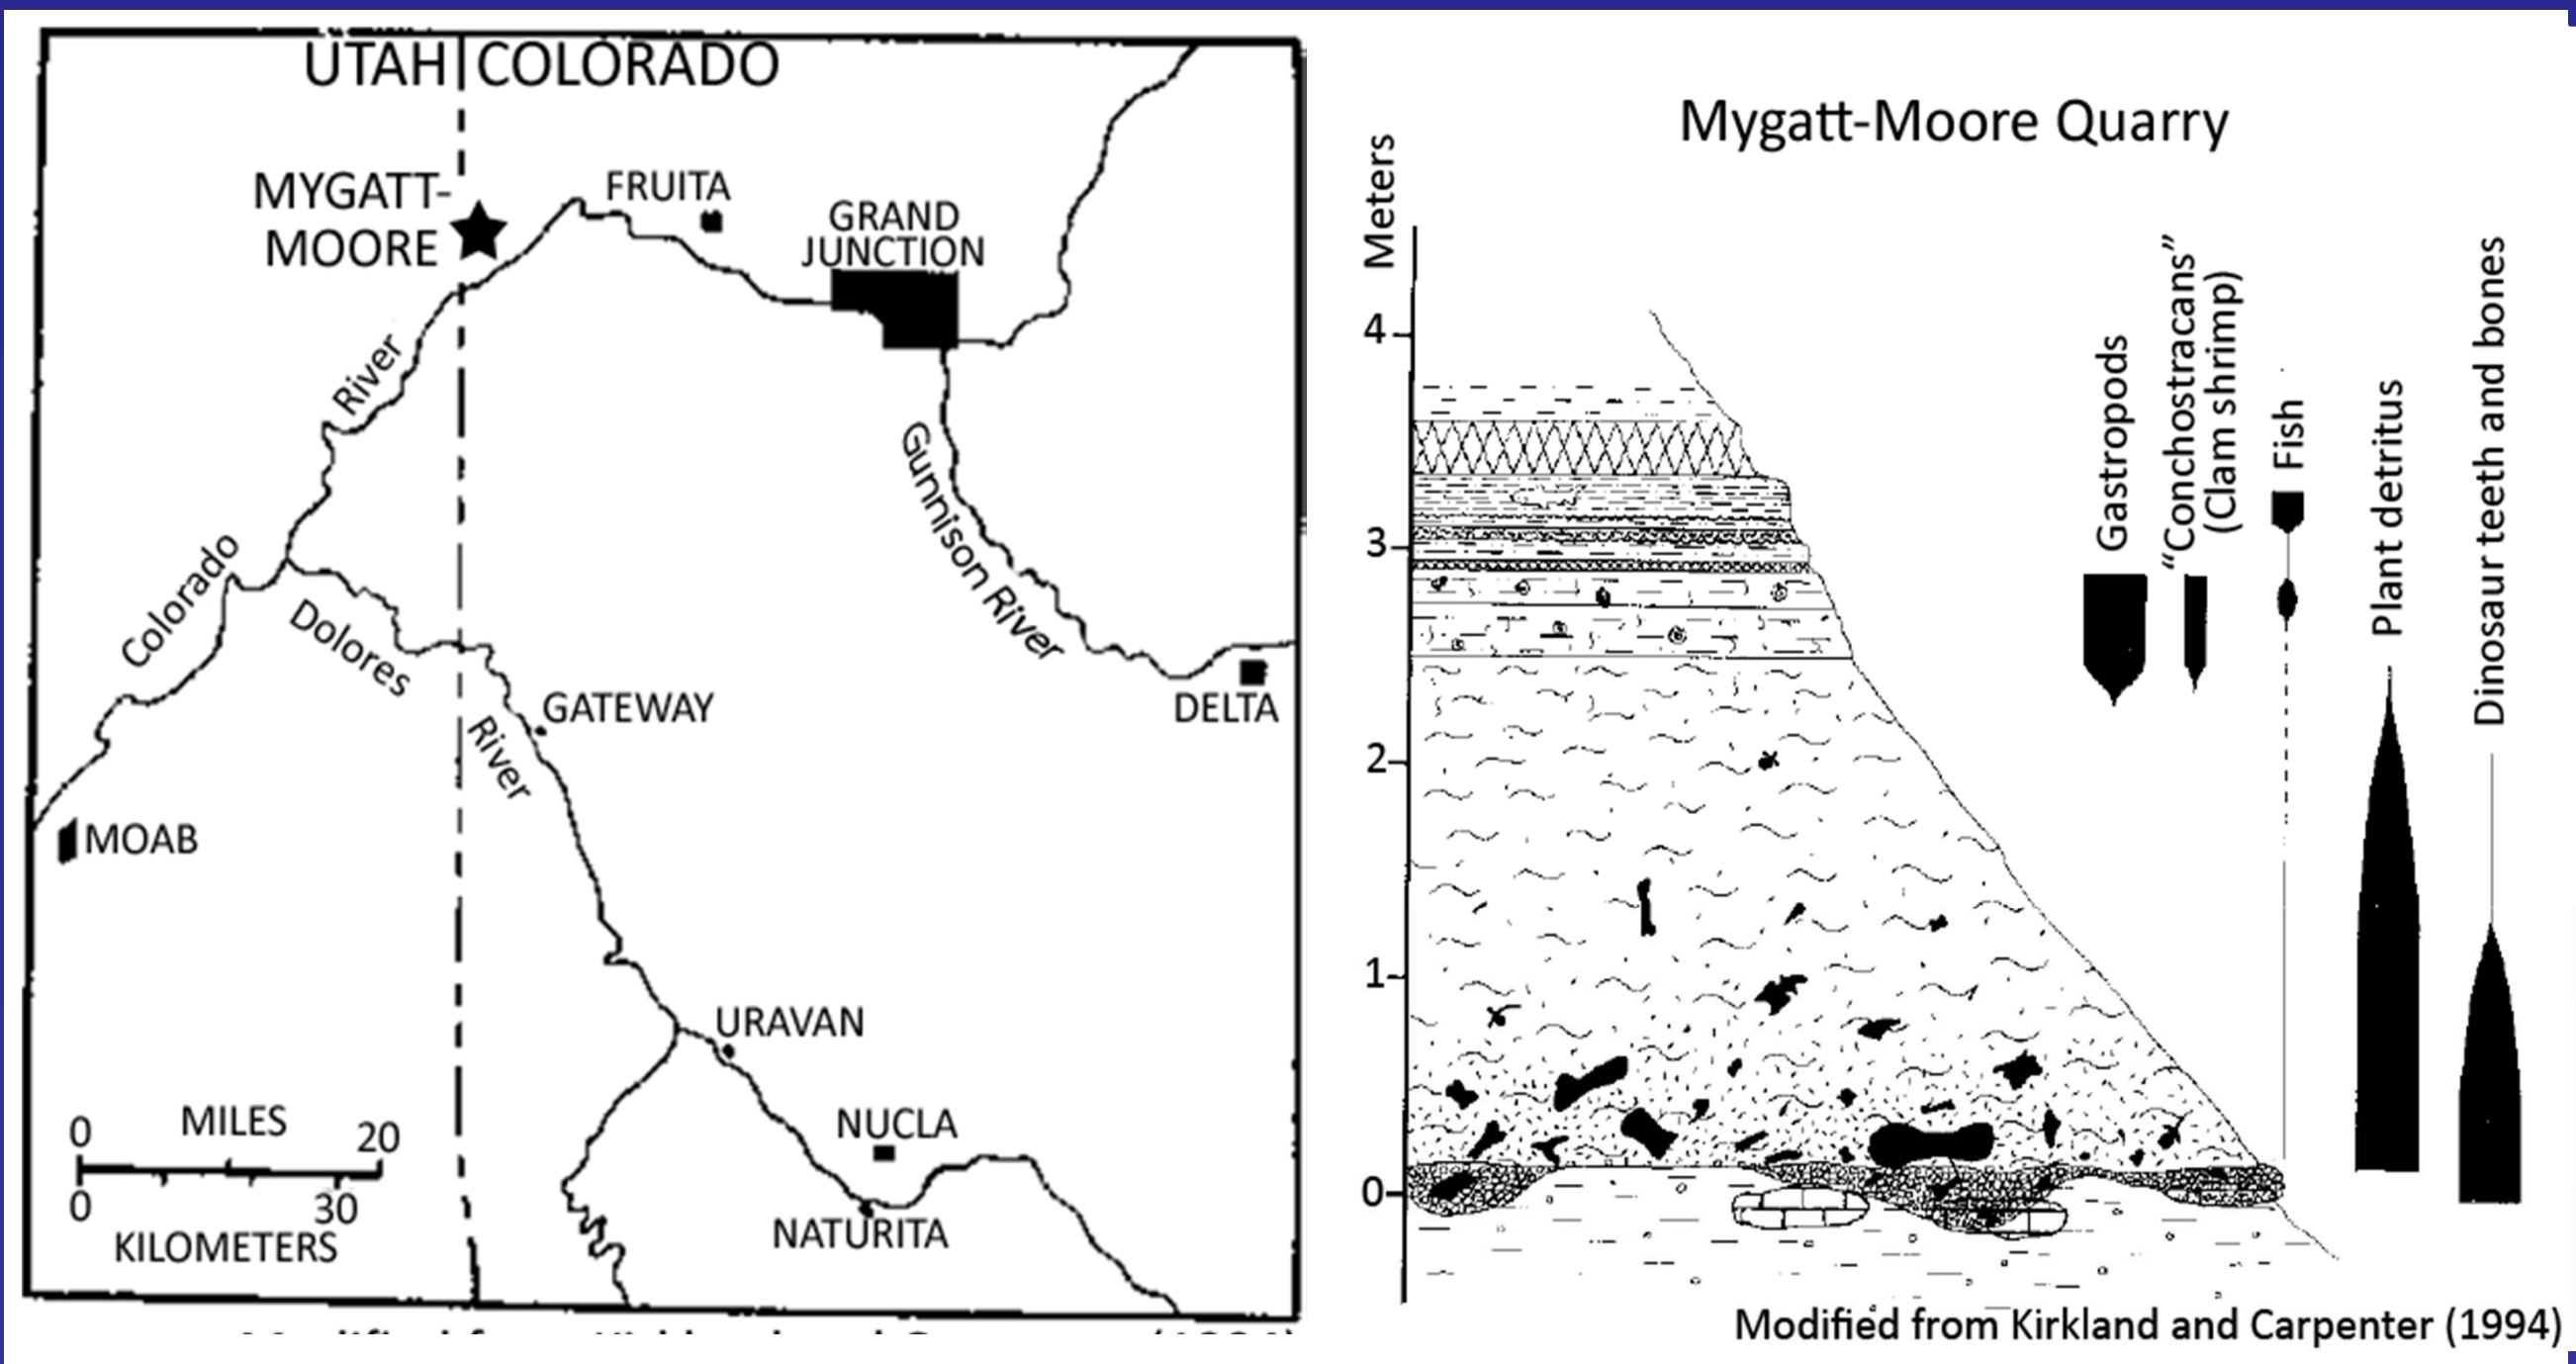 UTAH COLORADO
MYGATT-
MOORE
FRUITA
GRAND
JUNCTION
River
Colorado
Dolores
River
Gunnison River
GATEWAY
DELTA
MOAB
URAVAN
NUCLA
NATURITA
0 MILES 20
0 30
KILOMETERS
Mygatt-Moore Quarry
Meters
4
3
2
1
0
Gastropods
“Conchostracans”
(Clam shrimp)
Fish
Plant detritus
Dinosaur teeth and bones
Modified from Kirkland and Carpenter (1994)